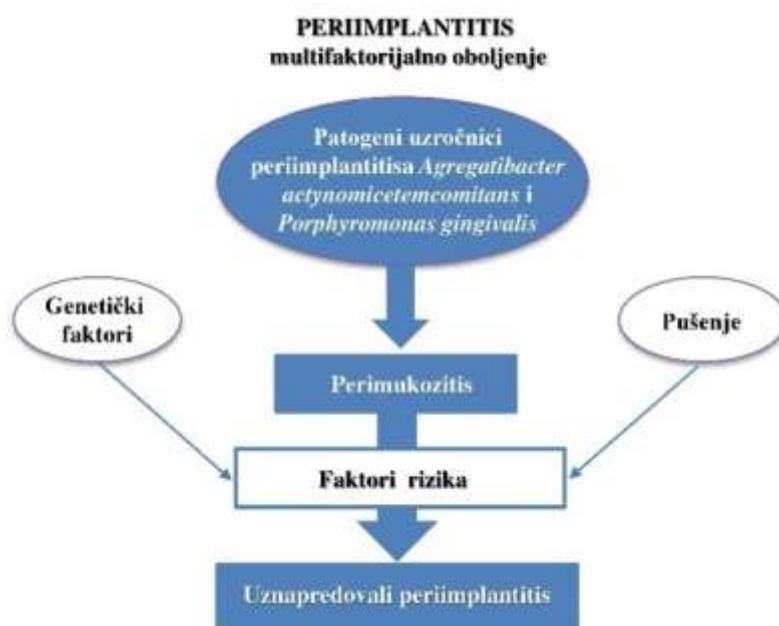 PERIIMPLANTITIS
multifaktorijalno oboljenje
Patogeni uzročnici
periimplantitisa Agregatibacter
actynomicetemcomitans i
Porphyromonas gingivalis
Genetički
faktori
Pušenje
Perimukozitis
Faktori rizika
Uznapredovali periimplantitis